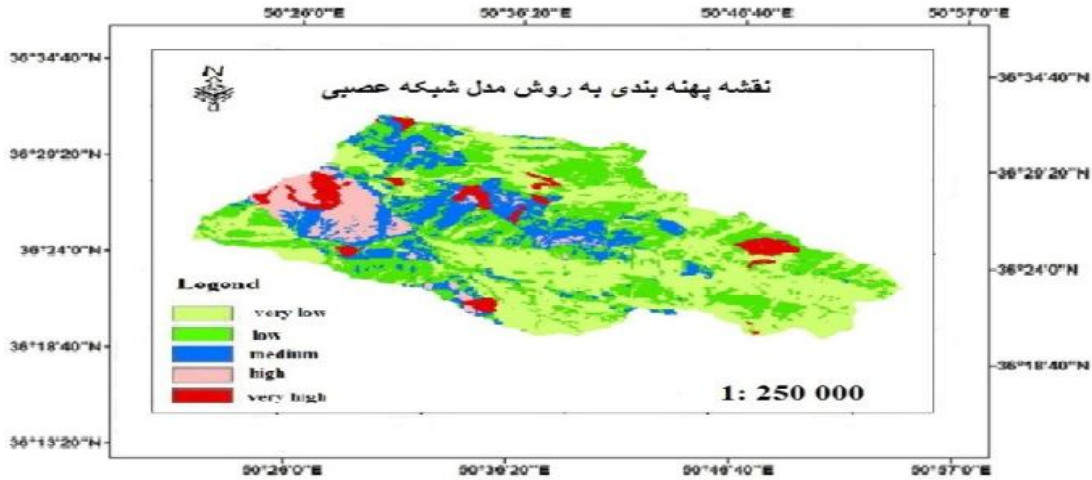 50°26'0"E 50°36'20"E 50°46'40"E 50°57'0"E
36°34'40"N 36°34'40"N
N
نقشه پهنه بندی به روش مدل شبکه عصبی
36°29'20"N 36°29'20"N
36°24'0"N 36°24'0"N
Legend
very low
low
36°18'40"N 36°18'40"N
medium
high
very high
1: 250 000
36°13'20"N
50°26'0"E 50°36'20"E 50°46'40"E 50°57'0"E